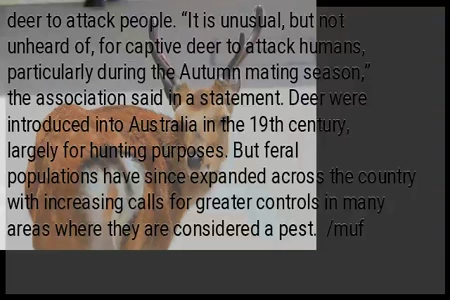 deer to attack people. “It is unusual, but not
unheard of, for captive deer to attack humans,
particularly during the Autumn mating season,”
the association said in a statement. Deer were
introduced into Australia in the 19th century,
largely for hunting purposes. But feral
populations have since expanded across the country
with increasing calls for greater controls in many
areas where they are considered a pest. /muf